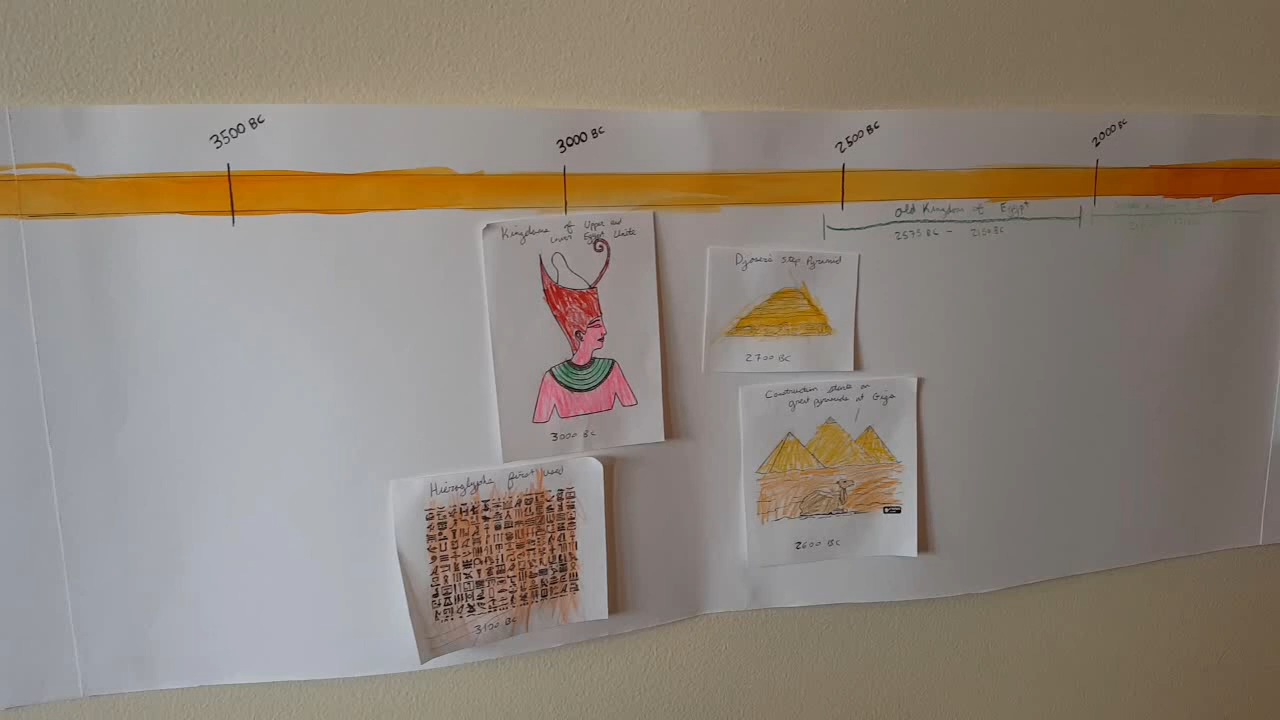 3500 BC
3000 BC
2500 BC
2000 BC
Old Kingdom of Egypt
2575 BC - 2150 BC
Kingdoms of Upper and
Lower Egypt Unite
3000 BC
Djoser's Step Pyramid
2700 BC
Construction starts on
great pyramids at Giza
2600 BC
Hieroglyphs first used
3100 BC